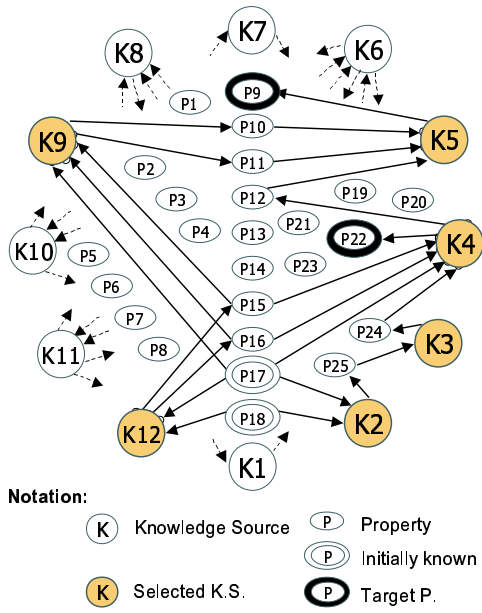 K7
K8
K6
P9
P1
K9
P10
K5
P11
P2
P12
P19
P20
P3
P21
P4
P13
P22
K4
K10
P5
P14
P23
P6
P15
P7
P24
K3
K11
P8
P16
P25
P17
K12
P18
K2
K1
Notation:
K Knowledge Source
P Property
P Initially known
K Selected K.S.
P Target P.